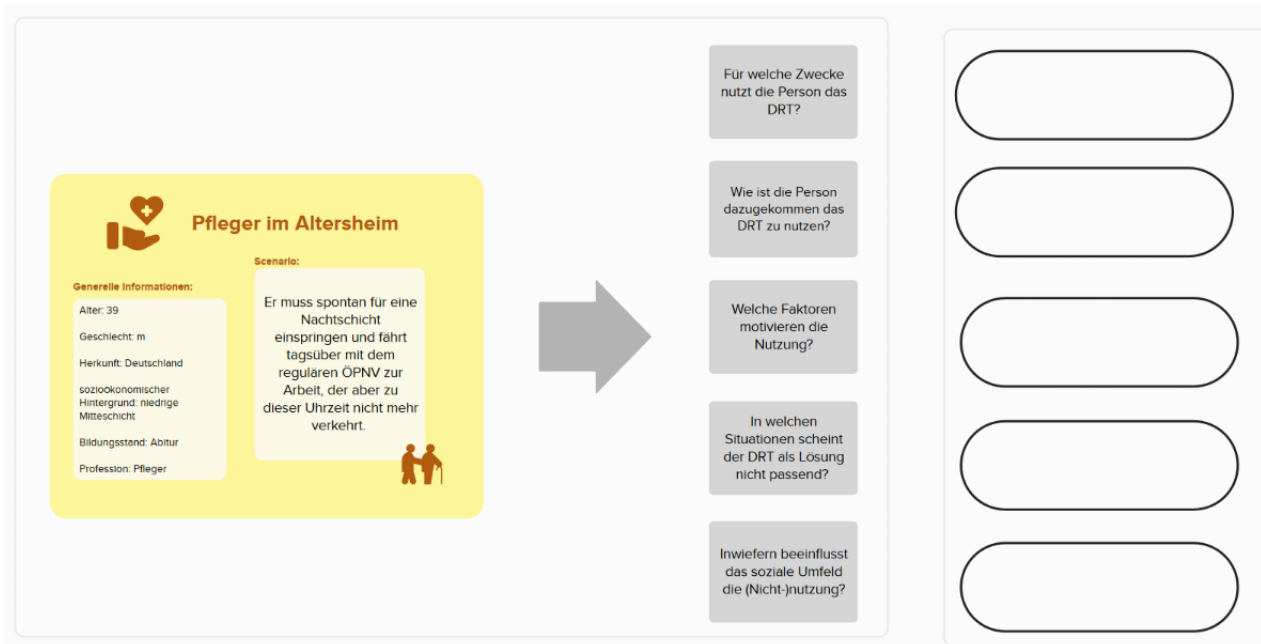 Pfleger im Altersheim
Generelle Informationen:
Alter: 39
Geschlecht: m
Herkunft: Deutschland
sozioökonomischer
Hintergrund: niedrige
Mitteschicht
Bildungsstand: Abitur
Profession: Pfleger
Scenario:
Er muss spontan für eine
Nachtschicht
einspringen und fährt
tagsüber mit dem
regulären ÖPNV zur
Arbeit, der aber zu
dieser Uhrzeit nicht mehr
verkehrt.
Für welche Zwecke
nutzt die Person das
DRT?
Wie ist die Person
dazugekommen das
DRT zu nutzen?
Welche Faktoren
motivieren die
Nutzung?
In welchen
Situationen scheint
der DRT als Lösung
nicht passend?
Inwiefern beeinflusst
das soziale Umfeld
die (Nicht-)nutzung?